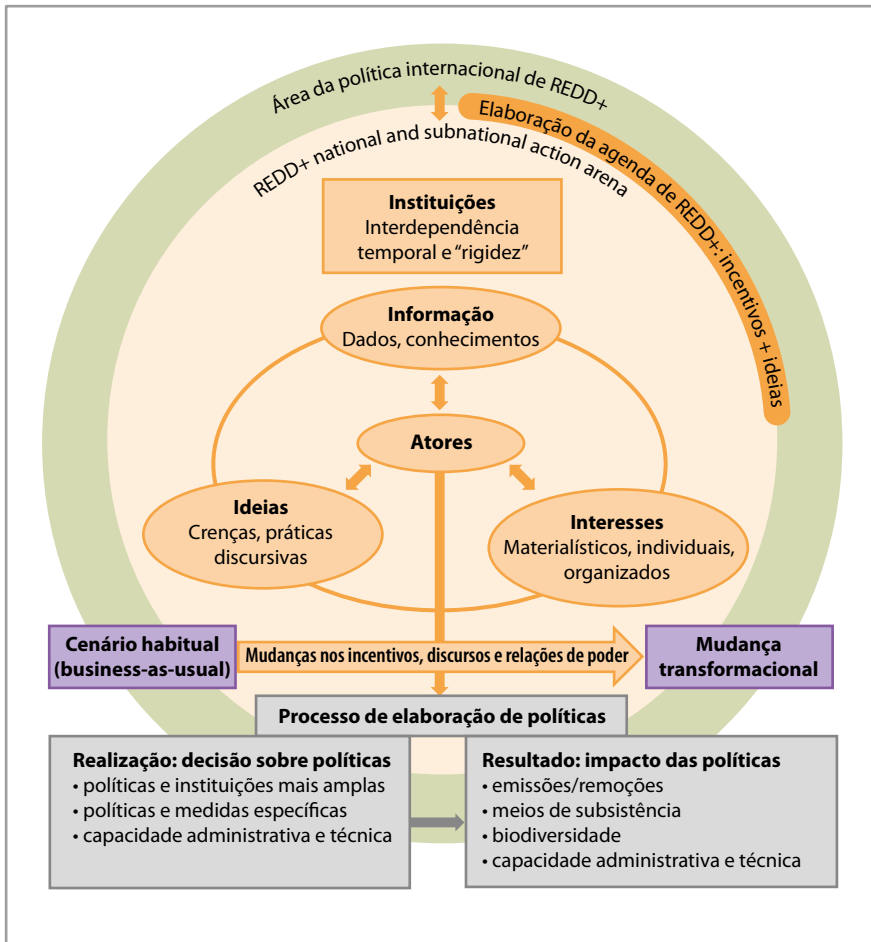 Área da política internacional de REDD+
Elaboração da agenda de REDD+: incentivos + ideias
REDD+ national and subnational action arena
Instituições
Interdependência
temporal e “rigidez”
Informação
Dados, conhecimentos
Atores
Ideias
Crenças, práticas
discursivas
Interesses
Materialísticos, individuais,
organizados
Cenário habitual
(business-as-usual)
Mudanças nos incentivos, discursos e relações de poder
Mudança
transformacional
Processo de elaboração de políticas
Realização: decisão sobre políticas
• políticas e instituições mais amplas
• políticas e medidas específicas
• capacidade administrativa e técnica
Resultado: impacto das políticas
• emissões/remoções
• meios de subsistência
• biodiversidade
• capacidade administrativa e técnica